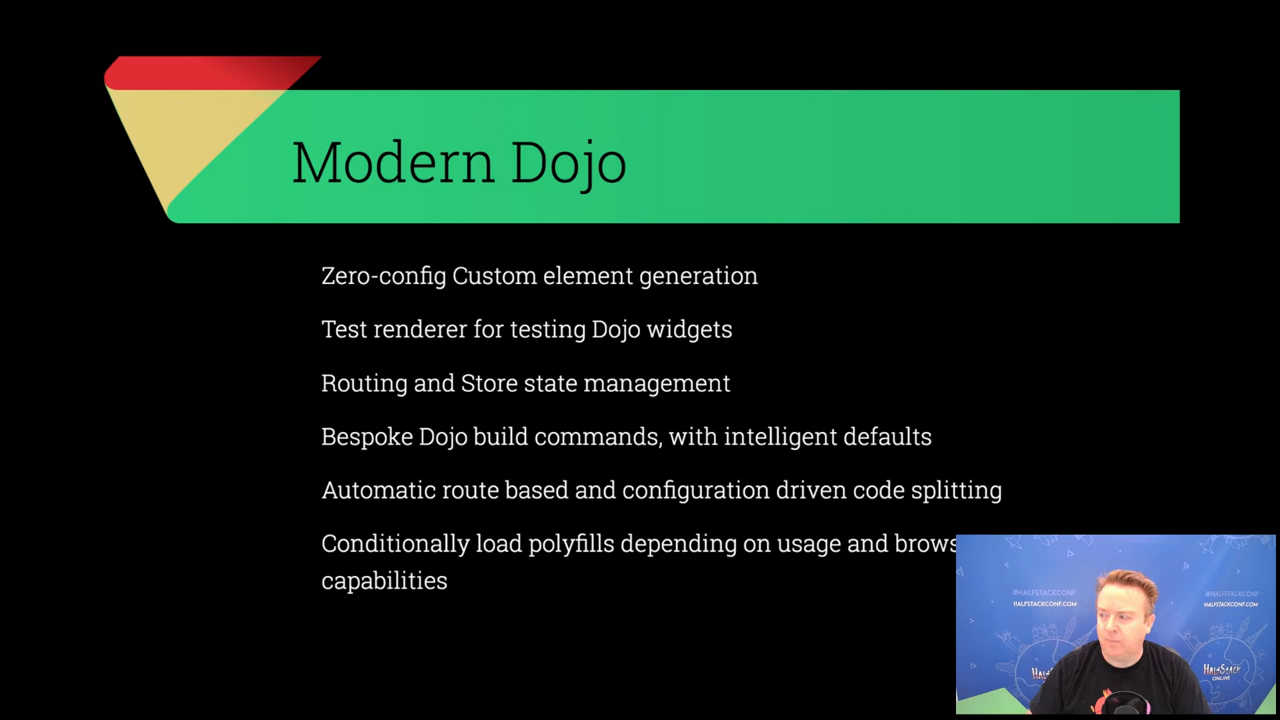 Modern Dojo
Zero-config Custom element generation
Test renderer for testing Dojo widgets
Routing and Store state management
Bespoke Dojo build commands, with intelligent defaults
Automatic route based and configuration driven code splitting
Conditionally load polyfills depending on usage and brows
capabilities
#HALFSTACKCONF
HALFSTACKCONF.COM
#HALFSTACKCONF
HALFSTACKCONF.COM
HALFSTACK
ONLINE